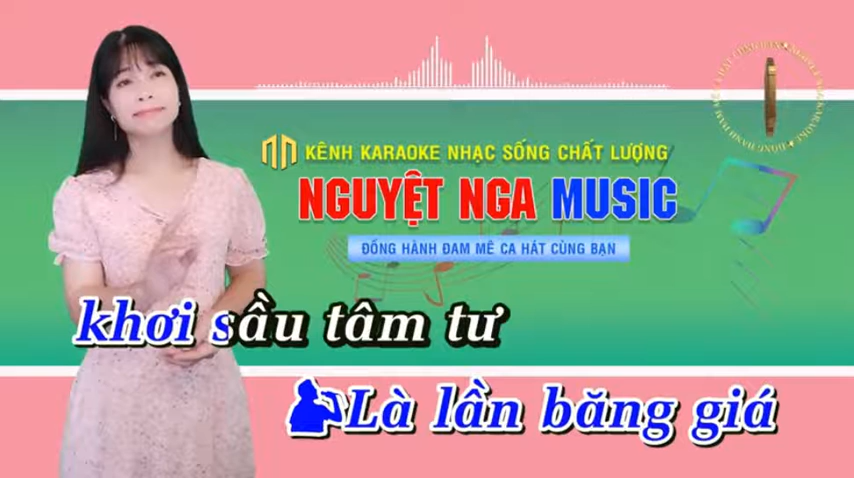 KÊNH KARAOKE NHẠC SỐNG CHẤT LƯỢNG
NGUYỆT NGA MUSIC
ĐỒNG HÀNH ĐAM MÊ CA HÁT CÙNG BẠN
khơi sầu tâm tư
Là lần băng giá